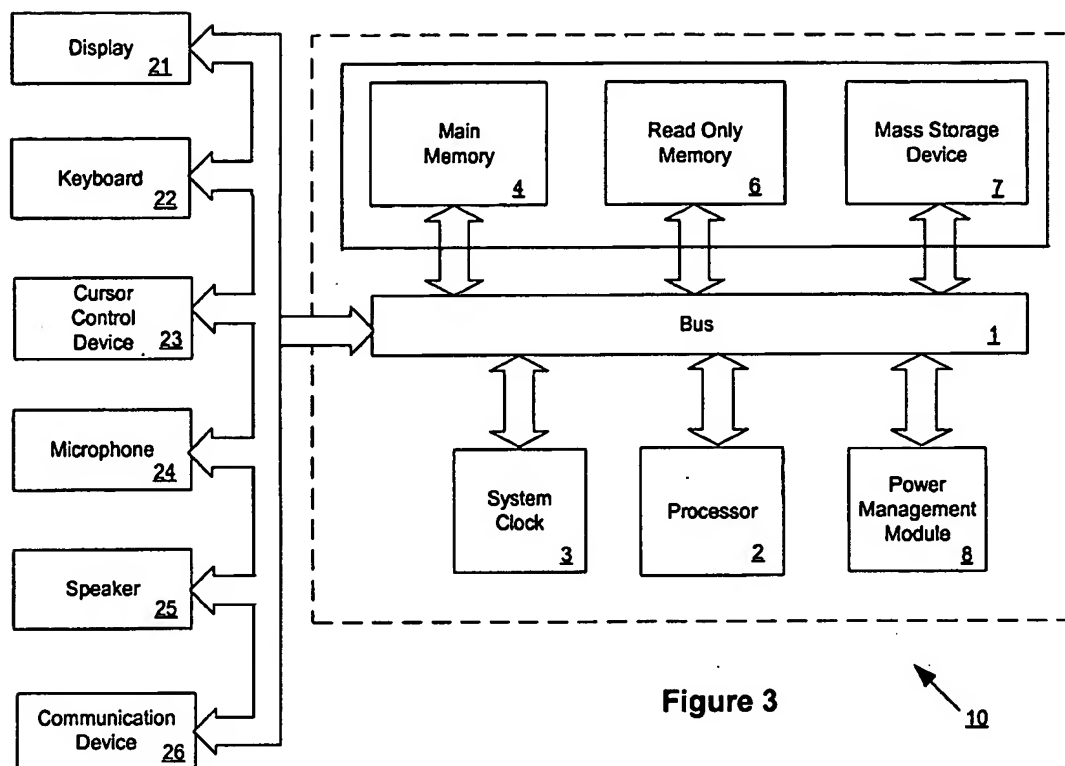 Display
21
Keyboard
22
Cursor
Control
Device
23
Microphone
24
Speaker
25
Communication
Device
26
Main
Memory
4
Read Only
Memory
6
Mass Storage
Device
7
Bus
1
System
Clock
3
Processor
2
Power
Management
Module
8
Figure 3
10